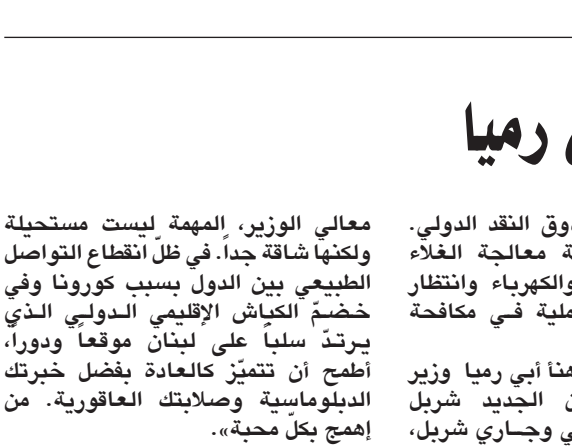 رميا
وق النقد الدولي.
ة معالجة الغلاء
والكهرباء وانتظار
ملية في مكافحة
هنأ أبي رميا وزير
الجديد شربل
ي وجاري شربل،
معالي الوزير، المهمة ليست مستحيلة
ولكنها شاقة جداً. في ظلّ انقطاع التواصل
الطبيعي بين الدول بسبب كورونا وفي
خضمّ الكباش الإقليمي الدولي الذي
يرتدّ سلباً على لبنان موقعاً ودوراً،
أطمح أن تتميّز كالعادة بفضل خبرتك
الدبلوماسية وصلابتك العاقورية. من
إهمج بكلّ محبة».